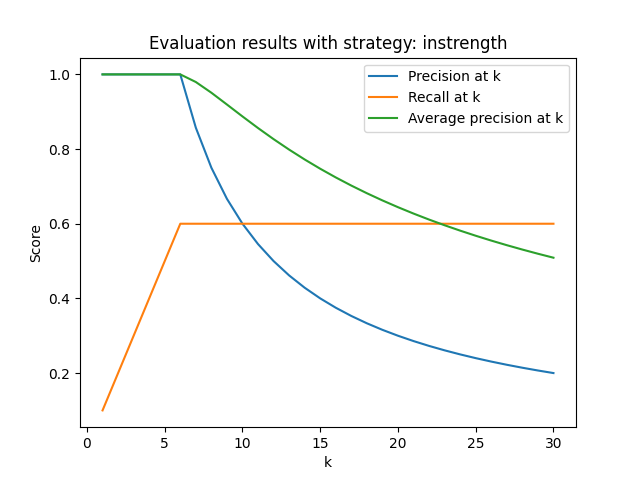 Evaluation results with strategy: instrength
Precision at k
Recall at k
Average precision at k
1.0
0.8
0.6
0.4
0.2
Score
0 5 10 15 20 25 30
k